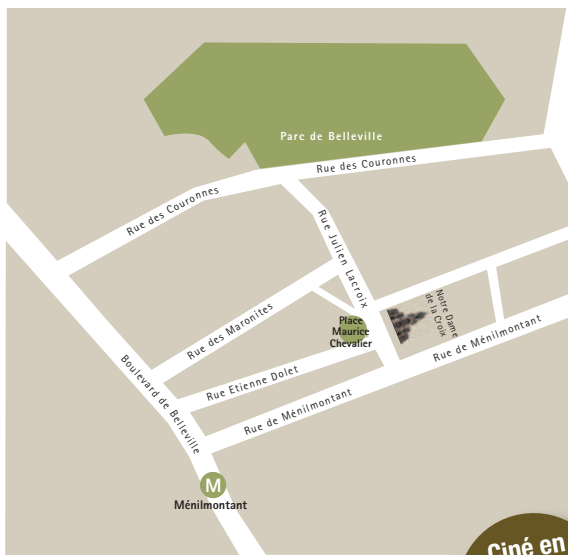 Parc de Belleville
Rue des Couronnes
Rue des Couronnes
Rue Julien Lacroix
Notre Dame
de la Croix
Place
Maurice
Chevalier
Rue des Maronites
Rue de Ménilmontant
Boulevard de Belleville
Rue Etienne Dolet
Rue de Ménilmontant
M
Ménilmontant
Ciné en